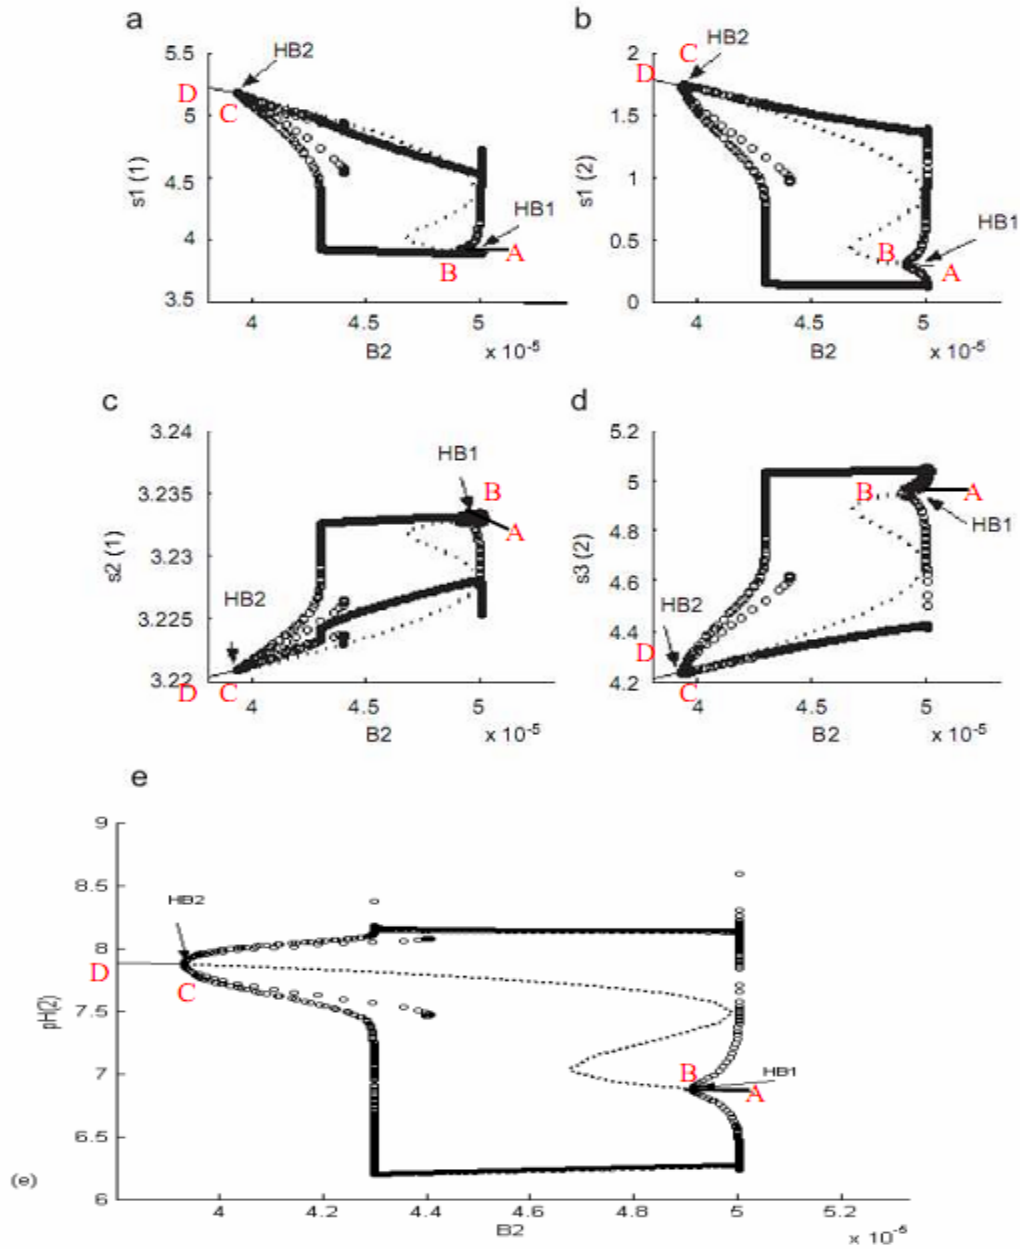 a
5.5
HB2
D
5
C
s1 (1)
4.5
HB1
4
A
B
3.5
4
4.5
5
B2
x 10-5
b
2
C
HB2
D
1.5
s1 (2)
1
HB1
0.5
B
A
0
4
4.5
5
B2
x 10-5
c
3.24
HB1
3.235
B
A
s2 (1)
3.23
HB2
3.225
3.22
D
C
4
4.5
5
B2
x 10-5
d
5.2
5
B
A
HB1
4.8
s3 (2)
4.6
HB2
4.4
D
4.2
C
4
4.5
5
B2
x 10-5
e
9
8.5
HB2
8
D
C
pH(2)
7.5
7
B
HB1
A
6.5
(e)
6
4
4.2
4.4
4.6
4.8
5
5.2
B2
x 10-5